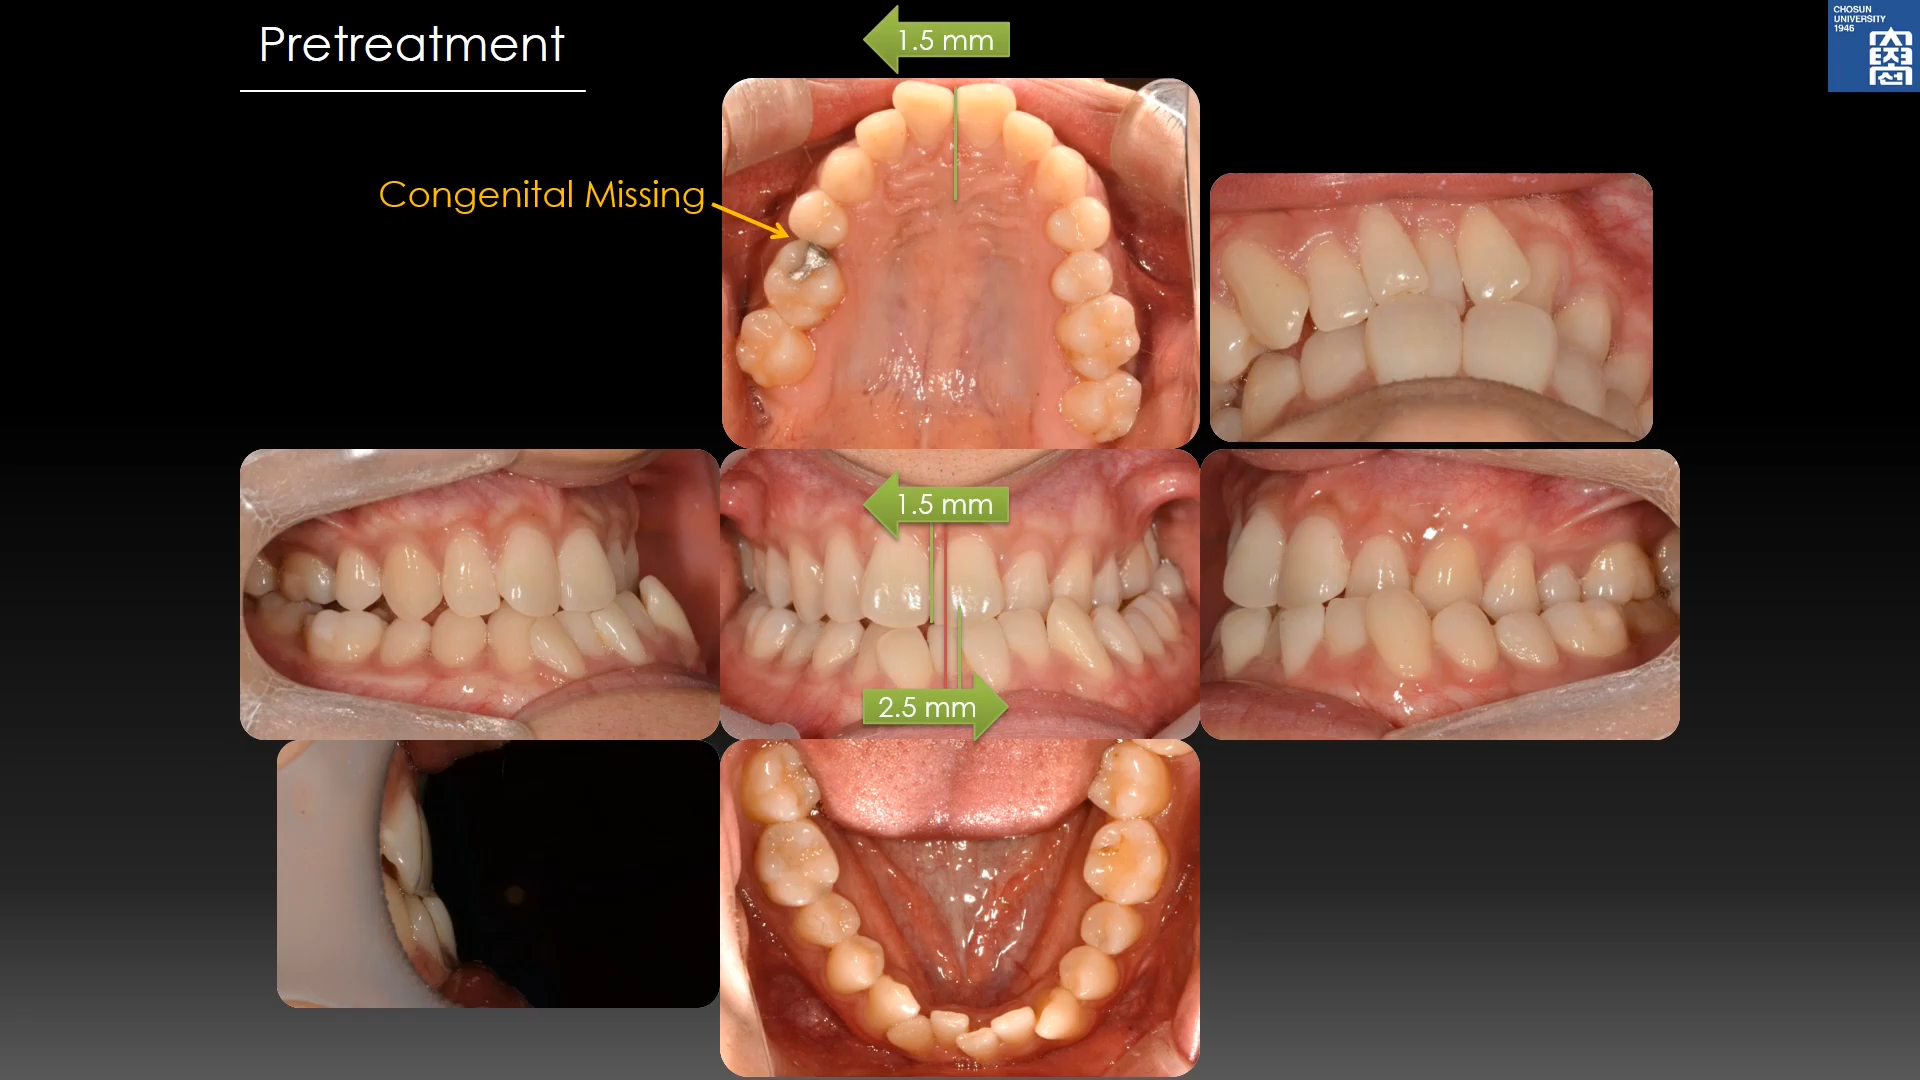 Pretreatment
1.5 mm
CHOSUN
UNIVERSITY
1946
Congenital Missing
1.5 mm
2.5 mm